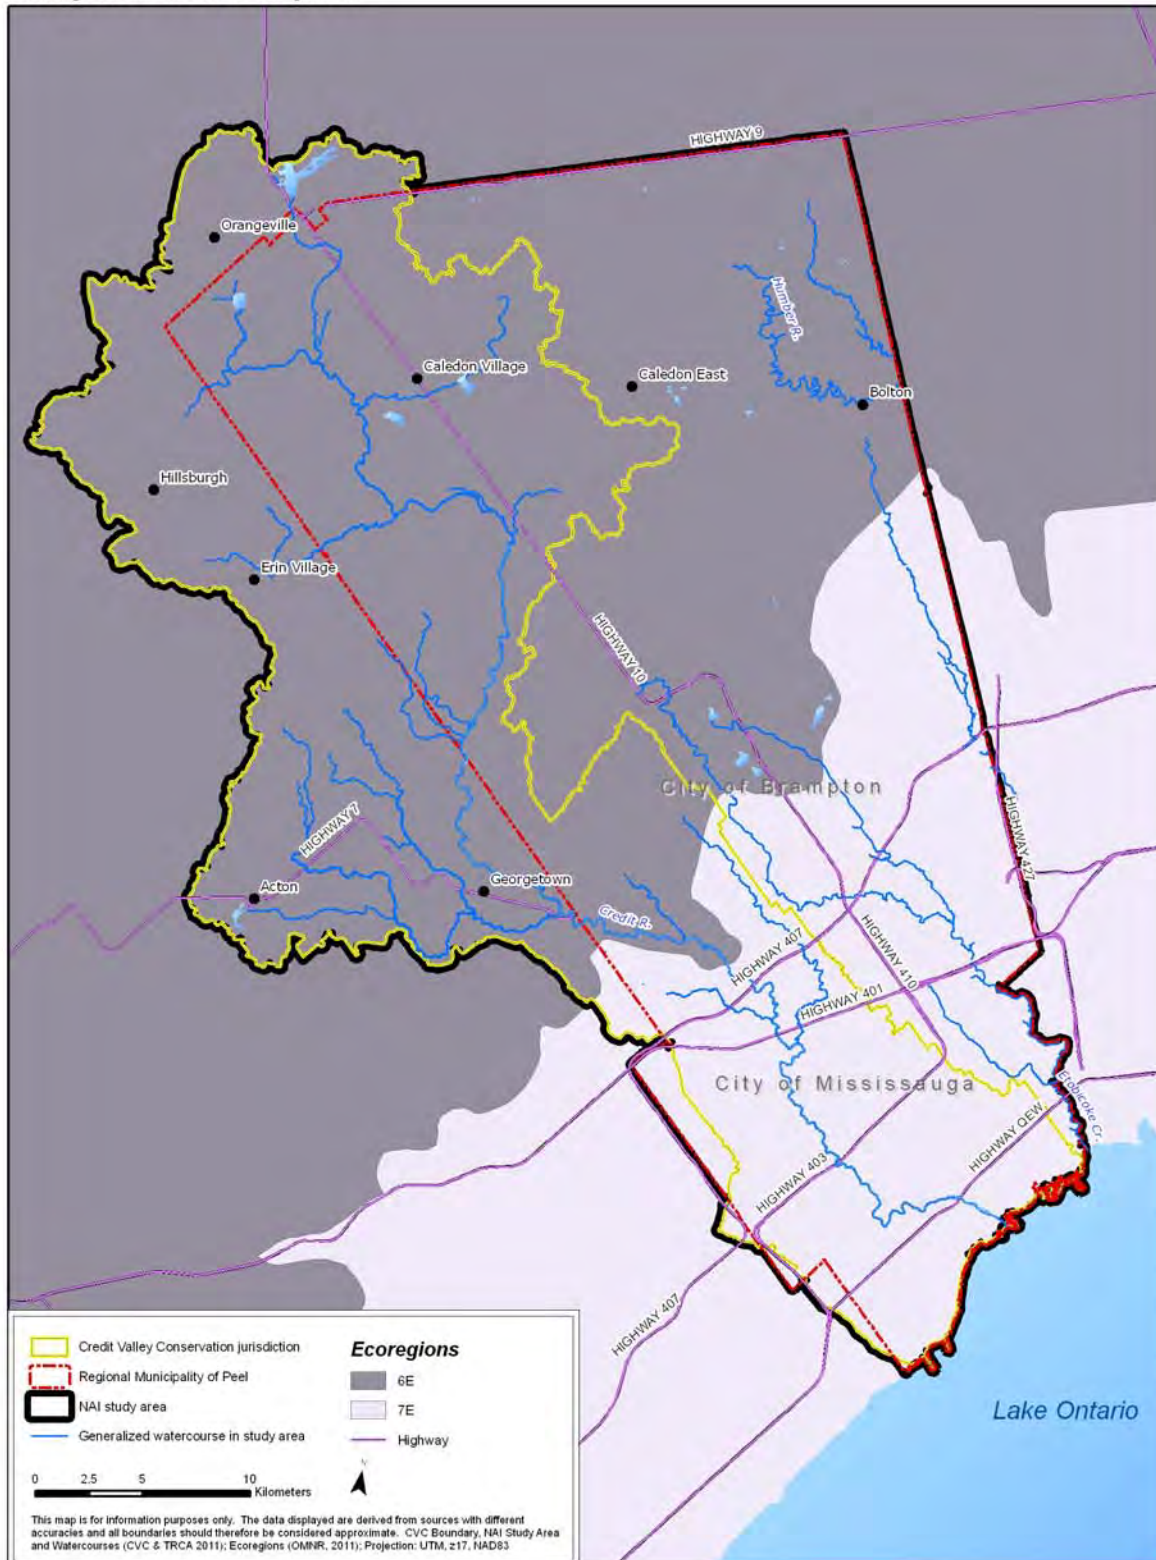 HIGHWAY 9
Orangeville
Humber R.
Caledon Village
Caledon East
Bolton
Hillsburgh
Erin Village
HIGHWAY 10
City of Brampton
HIGHWAY 7
HIGHWAY 427
Acton
Georgetown
Credit R.
HIGHWAY 407
HIGHWAY 410
HIGHWAY 401
City of Mississauga
Etobicoke Cr.
HIGHWAY QEW
HIGHWAY 403
HIGHWAY 407
Lake Ontario
Credit Valley Conservation jurisdiction
Regional Municipality of Peel
NAI study area
Generalized watercourse in study area
Ecoregions
6E
7E
Highway
0 2.5 5 10
Kilometers
N
This map is for information purposes only. The data displayed are derived from sources with different
accuracies and all boundaries should therefore be considered approximate. CVC Boundary, NAI Study Area
and Watercourses (CVC & TRCA 2011); Ecoregions (OMNR, 2011); Projection: UTM, z17, NAD83